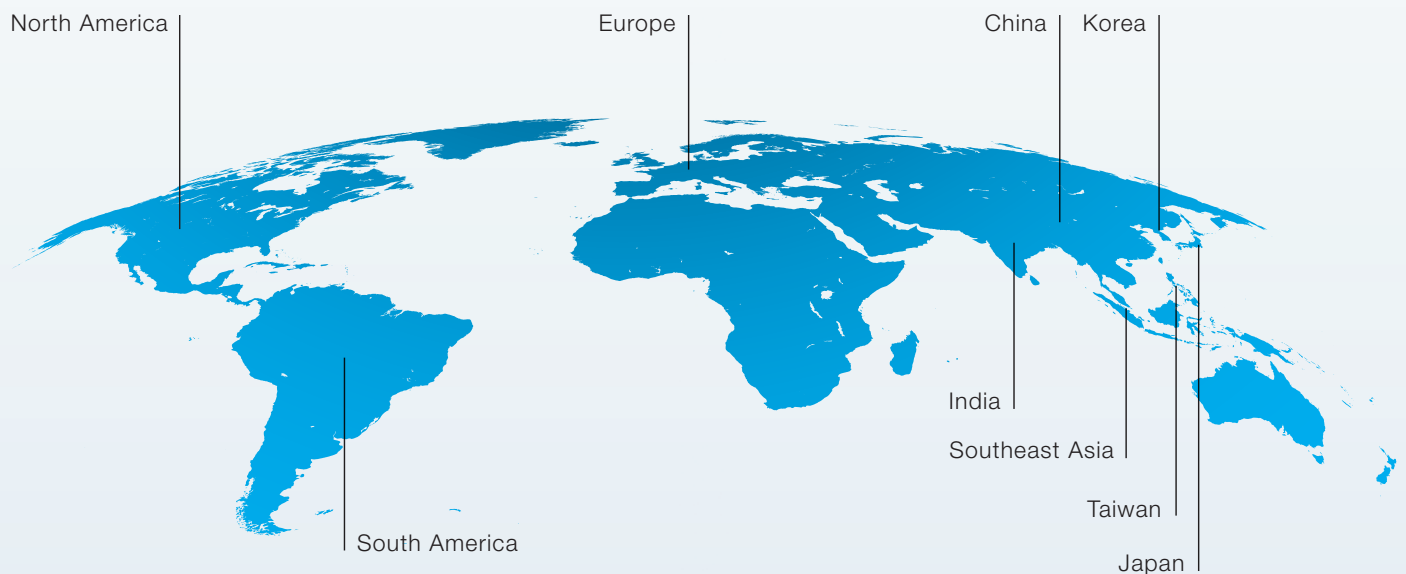 North America
Europe
China
Korea
India
Southeast Asia
Taiwan
South America
Japan